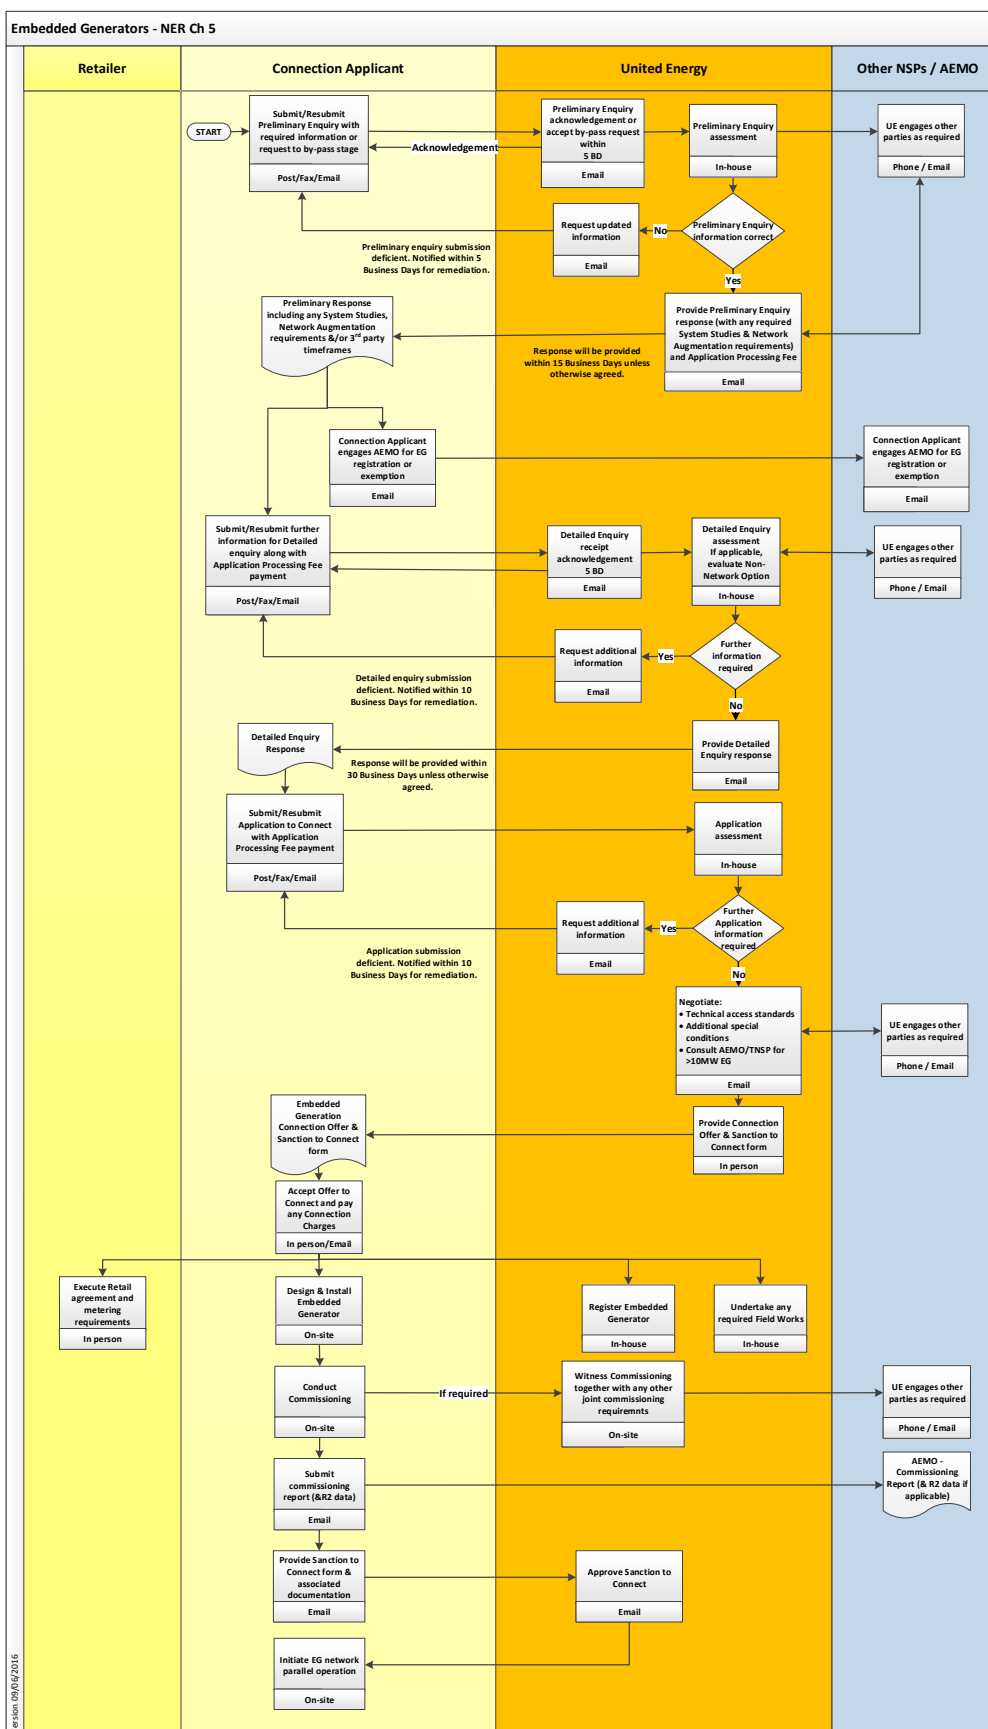 Embedded Generators - NER Ch 5
Retailer
Connection Applicant
United Energy
Other NSPs / AEMO
START
Submit/Resubmit
Preliminary Enquiry with
required information or
request to by-pass stage
Post/Fax/Email
Acknowledgement
Preliminary Enquiry
acknowledgement or
accept by-pass request
within
5 BD
Email
Preliminary Enquiry
assessment
In-house
UE engages other
parties as required
Phone / Email
Preliminary Enquiry
information correct
No
Request updated
information
Email
Preliminary enquiry submission
deficient. Notified within 5
Business Days for remediation.
Yes
Provide Preliminary Enquiry
response (with any required
System Studies & Network
Augmentation requirements)
and Application Processing Fee
Email
Preliminary Response
including any System Studies,
Network Augmentation
requirements &/or 3rd party
timeframes
Response will be provided
within 15 Business Days unless
otherwise agreed.
Connection Applicant
engages AEMO for EG
registration or
exemption
Email
Connection Applicant
engages AEMO for EG
registration or
exemption
Email
Submit/Resubmit further
information for Detailed
enquiry along with
Application Processing Fee
payment
Post/Fax/Email
Detailed Enquiry
receipt
acknowledgement
5 BD
Email
Detailed Enquiry
assessment
If applicable,
evaluate Non-
Network Option
In-house
UE engages other
parties as required
Phone / Email
Further
information
required
Yes
Request additional
information
Email
Detailed enquiry submission
deficient. Notified within 10
Business Days for remediation.
No
Provide Detailed
Enquiry response
Email
Detailed Enquiry
Response
Response will be provided within
30 Business Days unless otherwise
agreed.
Submit/Resubmit
Application to Connect
with Application
Processing Fee payment
Post/Fax/Email
Application
assessment
In-house
Further
Application
information
required
Yes
Request additional
information
Email
Application submission
deficient. Notified within 10
Business Days for remediation.
No
Negotiate:
• Technical access standards
• Additional special
conditions
• Consult AEMO/TNSP for
>10MW EG
Email
UE engages other
parties as required
Phone / Email
Provide Connection
Offer & Sanction to
Connect form
In person
Embedded
Generation
Connection Offer &
Sanction to Connect
form
Accept Offer to
Connect and pay
any Connection
Charges
In person/Email
Execute Retail
agreement and
metering
requirements
In person
Design & Install
Embedded
Generator
On-site
Register Embedded
Generator
In-house
Undertake any
required Field Works
In-house
Conduct
Commissioning
On-site
If required
Witness Commissioning
together with any other
joint commissioning
requiremnts
On-site
UE engages other
parties as required
Phone / Email
Submit
commissioning
report (&R2 data)
Email
AEMO -
Commissioning
Report (& R2 data if
applicable)
Provide Sanction to
Connect form &
associated
documentation
Email
Approve Sanction to
Connect
Email
Initiate EG network
parallel operation
On-site
ersion 09/06/2016